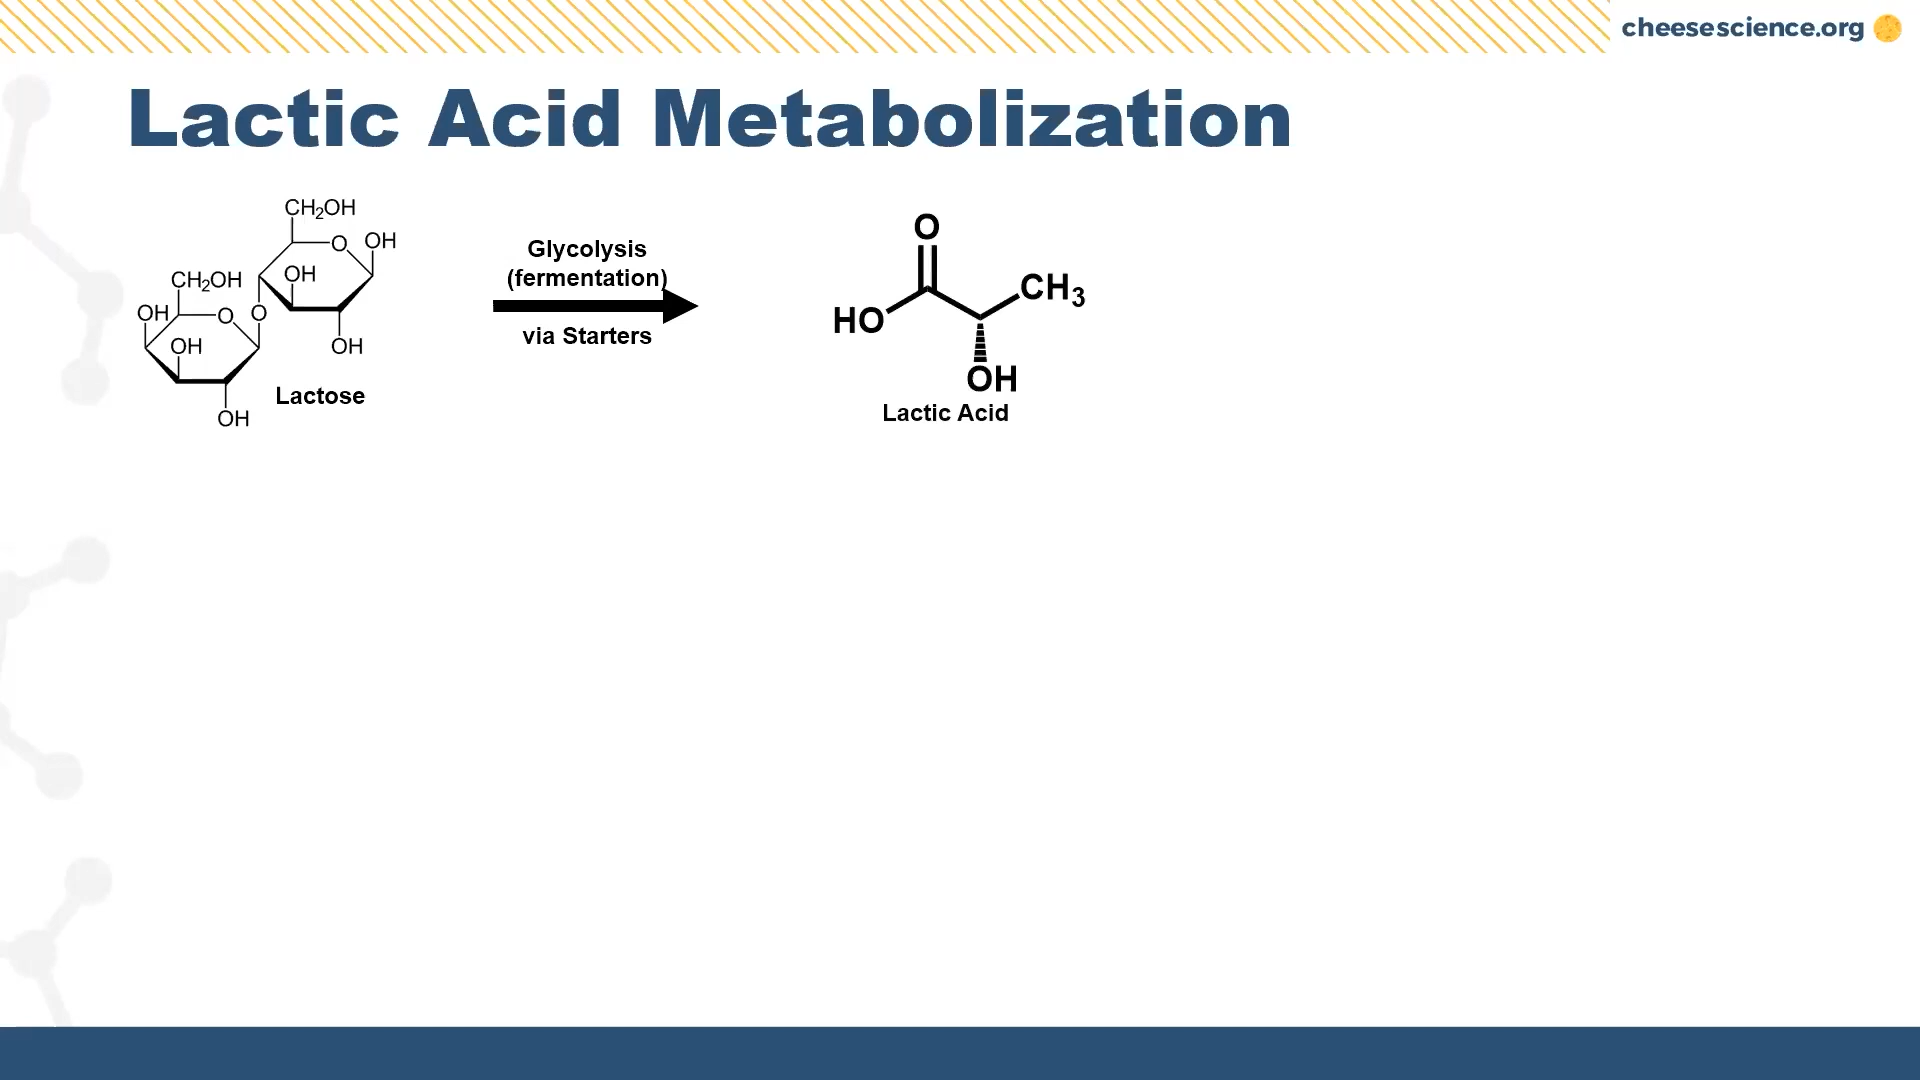 cheesescience.org
Lactic Acid Metabolization
CH₂OH
O
OH
OH
CH₂OH
OH
O
O
OH
OH
OH
Lactose
Glycolysis
(fermentation)
via Starters
O
CH₃
HO
OH
Lactic Acid